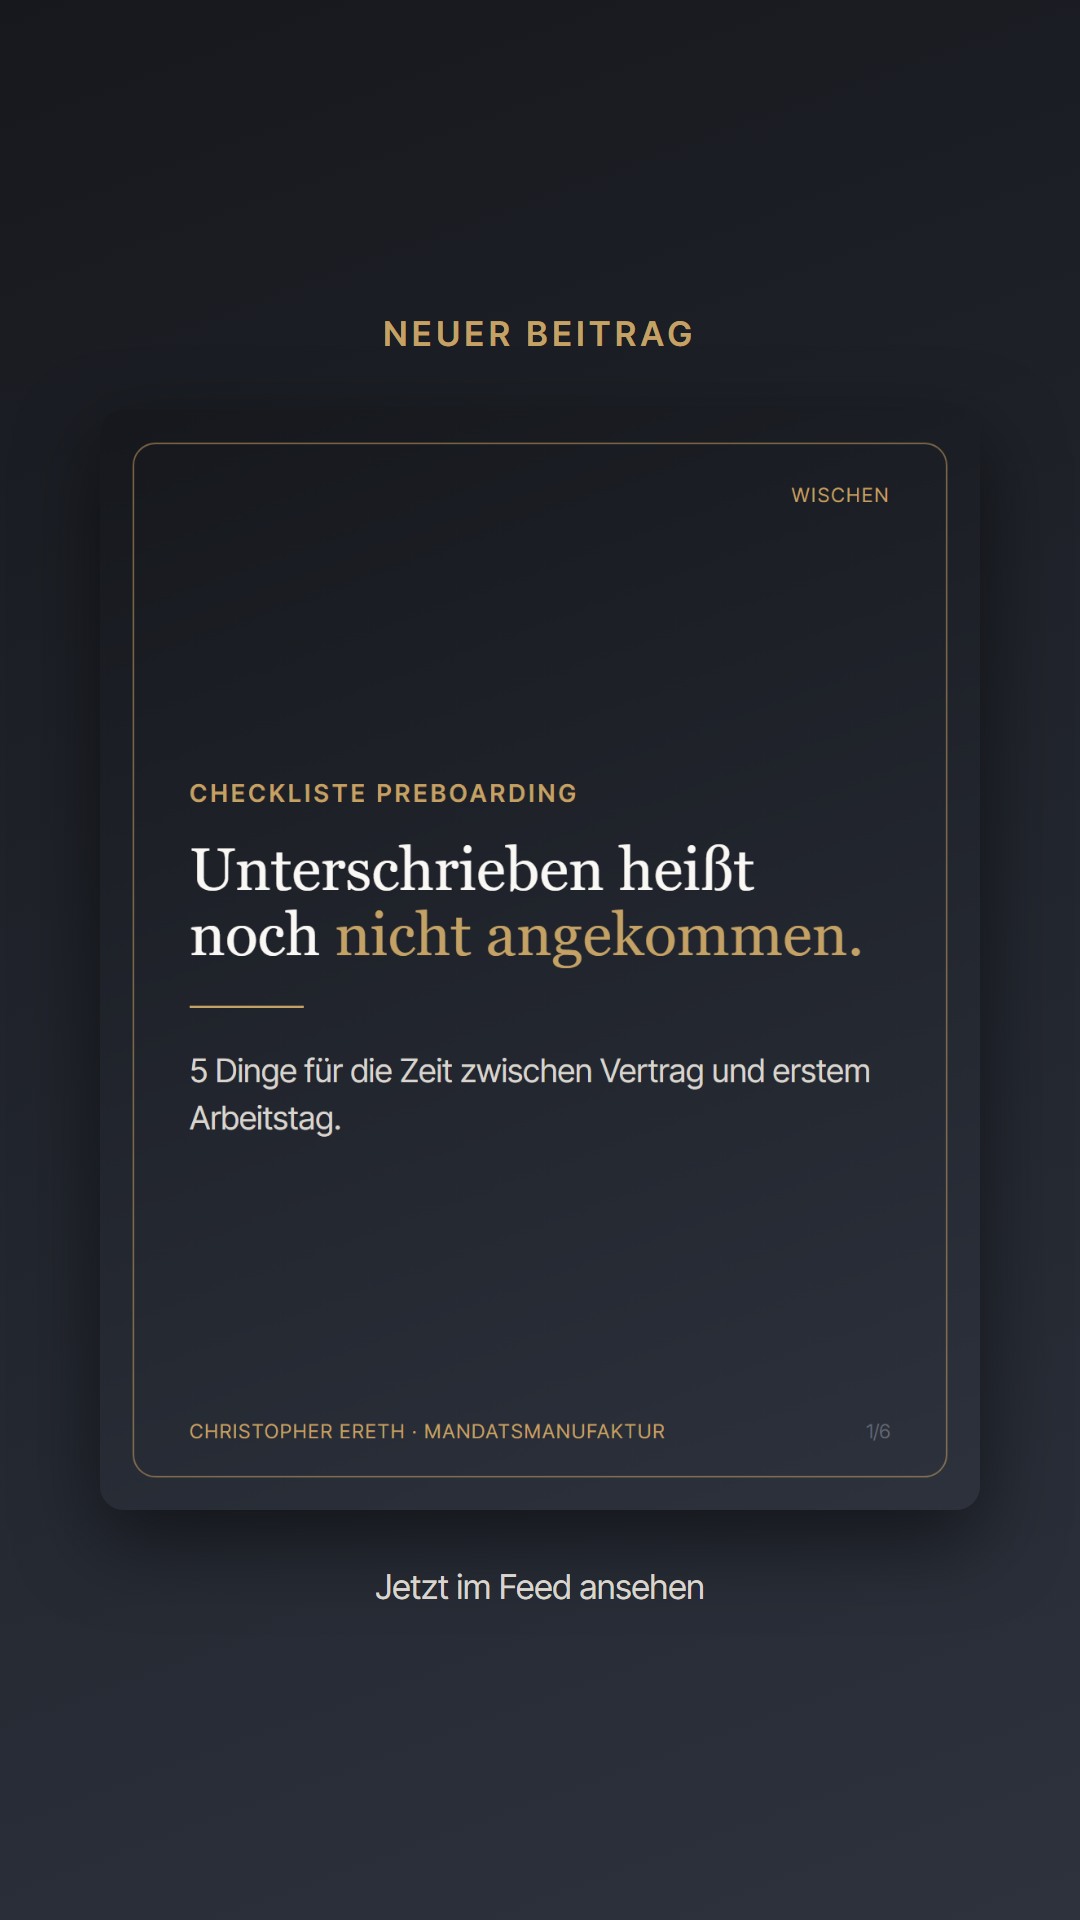 NEUER BEITRAG
WISCHEN
CHECKLISTE PREBOARDING
Unterschrieben heißt
noch nicht angekommen.
5 Dinge für die Zeit zwischen Vertrag und erstem
Arbeitstag.
CHRISTOPHER ERETH · MANDATSMANUFAKTUR
1/6
Jetzt im Feed ansehen